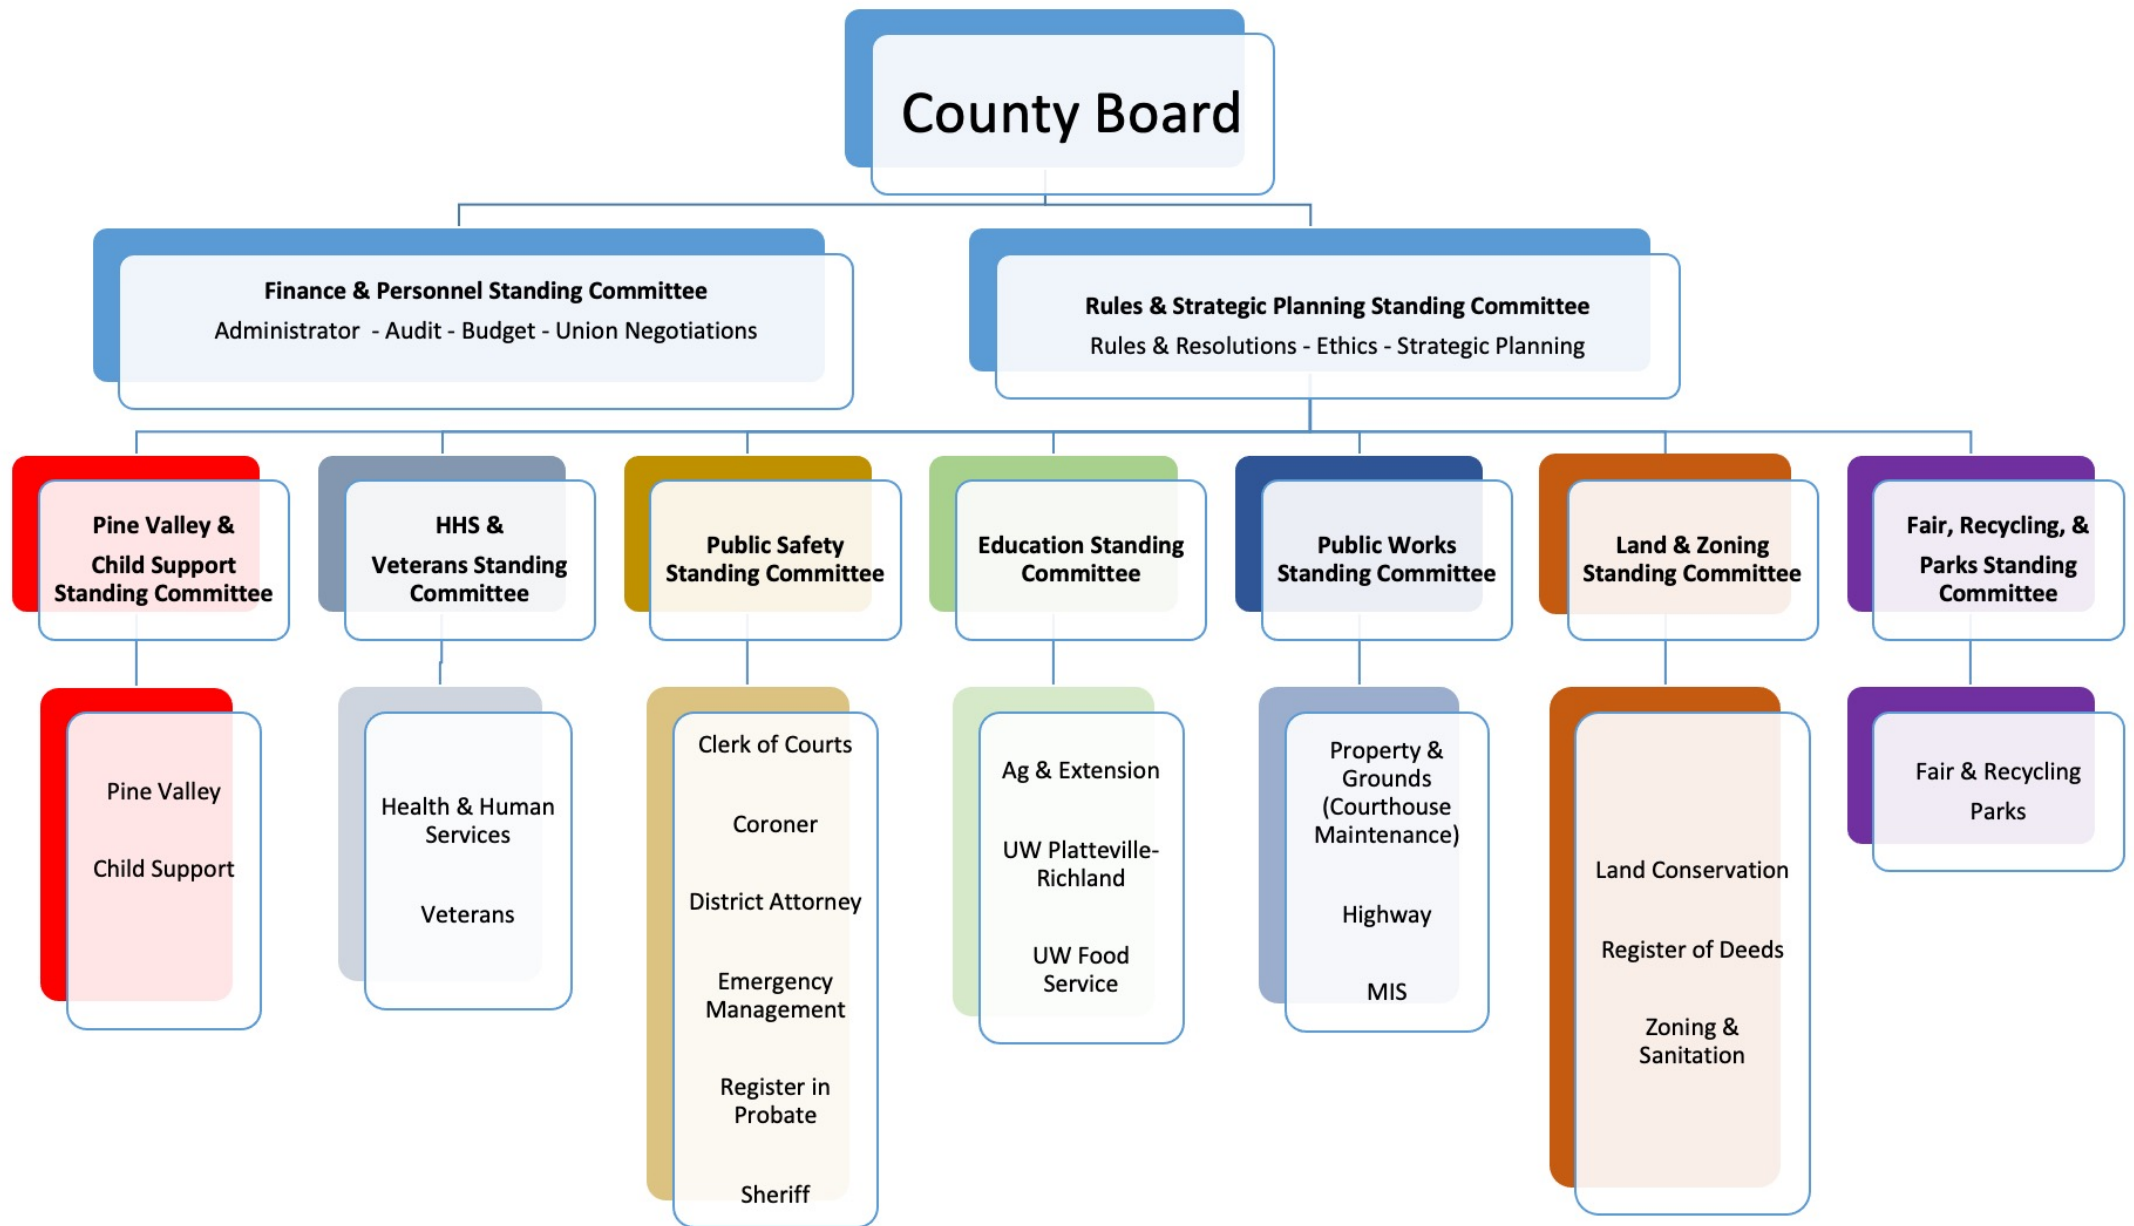 County Board
Finance & Personnel Standing Committee
Administrator - Audit - Budget - Union Negotiations
Rules & Strategic Planning Standing Committee
Rules & Resolutions - Ethics - Strategic Planning
Pine Valley &
Child Support
Standing Committee
HHS &
Veterans Standing
Committee
Public Safety
Standing Committee
Education Standing
Committee
Public Works
Standing Committee
Land & Zoning
Standing Committee
Fair, Recycling, &
Parks Standing
Committee
Pine Valley
Child Support
Health & Human
Services
Veterans
Clerk of Courts
Coroner
District Attorney
Emergency
Management
Register in
Probate
Sheriff
Ag & Extension
UW Platteville-
Richland
UW Food
Service
Property &
Grounds
(Courthouse
Maintenance)
Highway
MIS
Land Conservation
Register of Deeds
Zoning &
Sanitation
Fair & Recycling
Parks